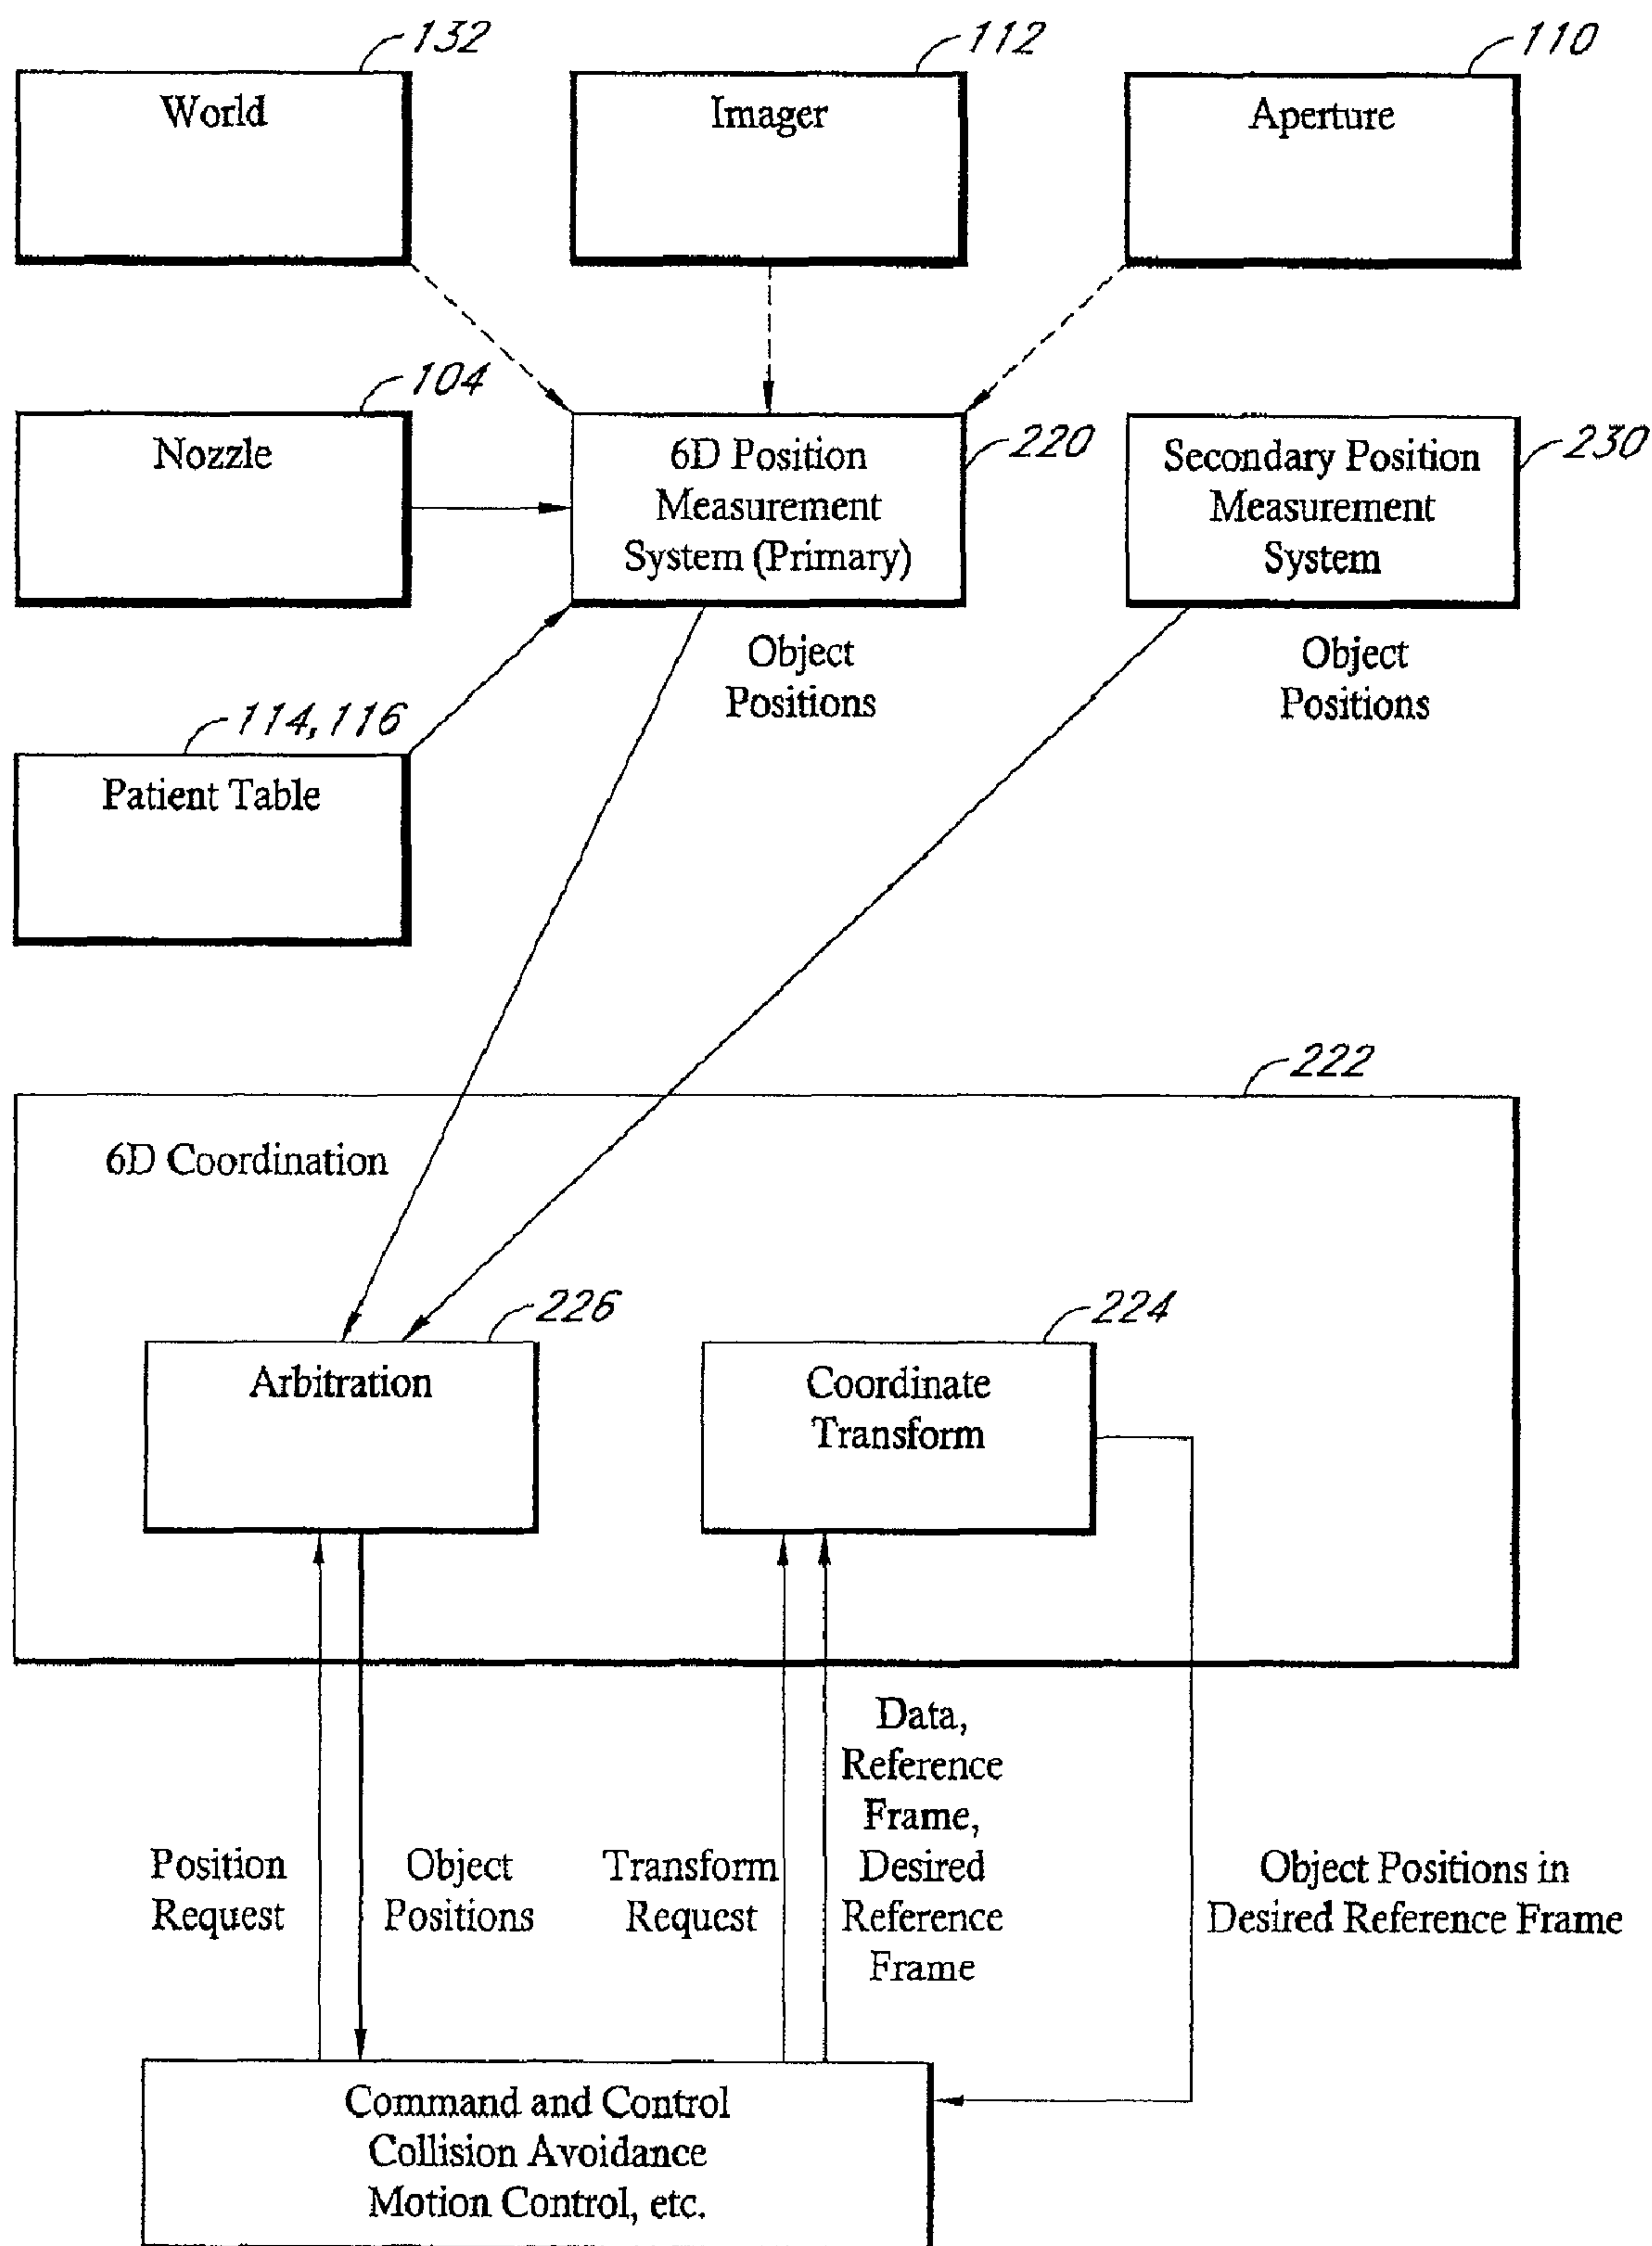 132
112
110
World
Imager
Aperture
104
220
230
Nozzle
6D Position
Measurement
System (Primary)
Secondary Position
Measurement
System
Object
Positions
Object
Positions
114, 116
Patient Table
222
6D Coordination
226
224
Arbitration
Coordinate
Transform
Position
Request
Object
Positions
Transform
Request
Data,
Reference
Frame,
Desired
Reference
Frame
Object Positions in
Desired Reference Frame
Command and Control
Collision Avoidance
Motion Control, etc.